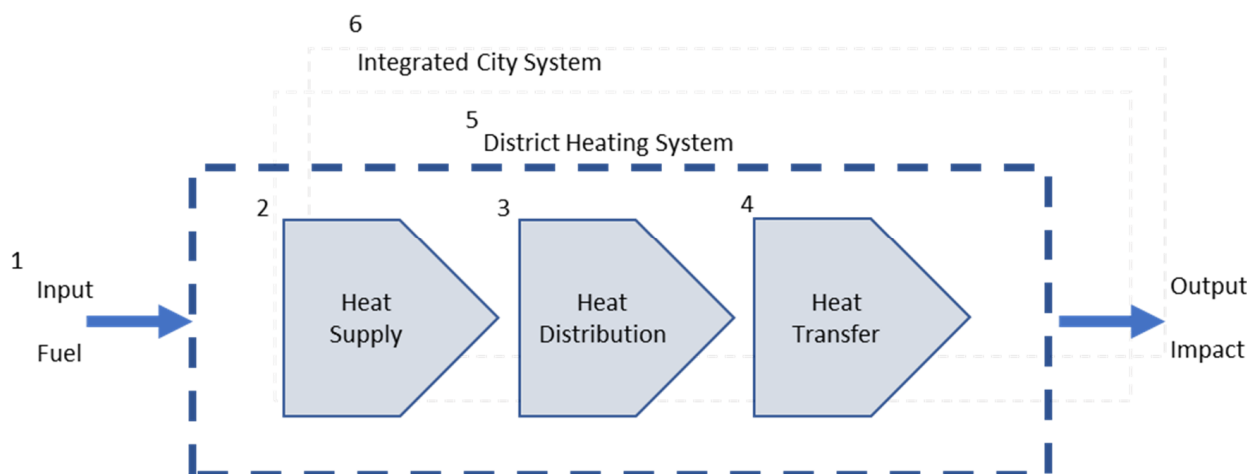 6
Integrated City System
5
District Heating System
2
3
4
1
Input
Fuel
Heat
Supply
Heat
Distribution
Heat
Transfer
Output
Impact